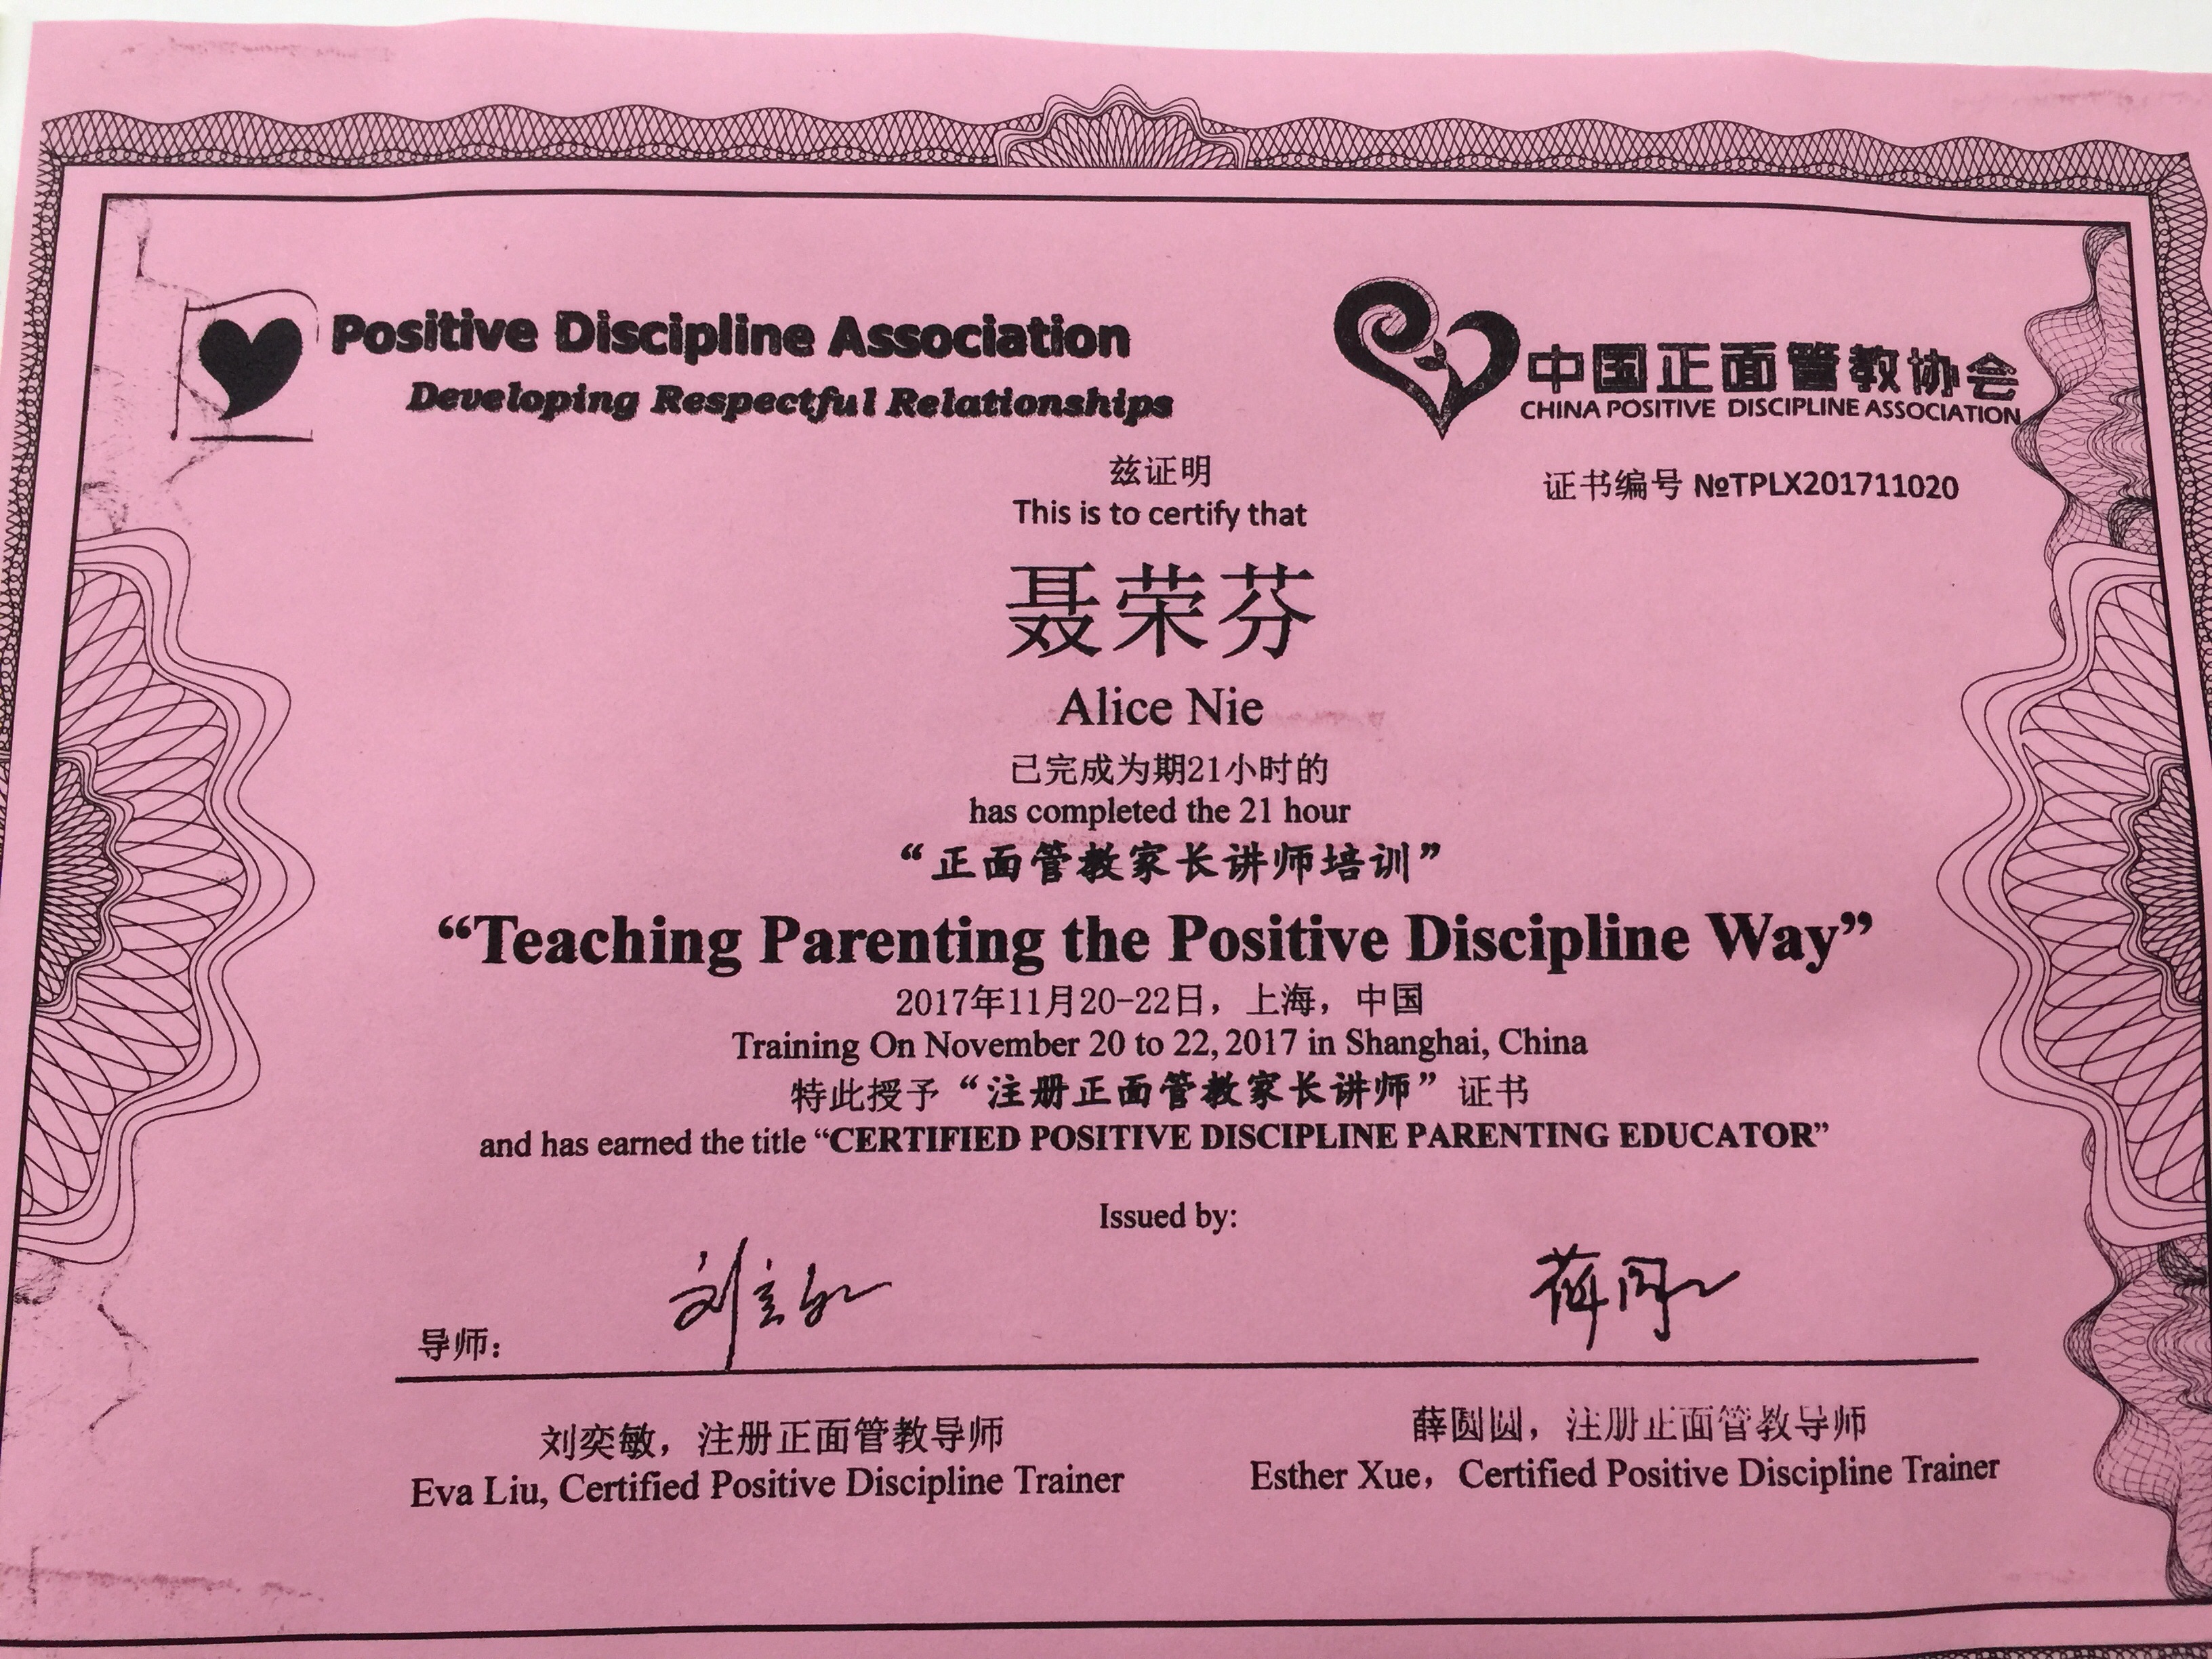 Positive Discipline Association
Developing Respectful Relationships
中国正面管教协会
CHINA POSITIVE DISCIPLINE ASSOCIATION
兹证明
证书编号 №TPLX201711020
This is to certify that
聂荣芬
Alice Nie
已完成为期21小时的
has completed the 21 hour
“正面管教家长讲师培训”
“Teaching Parenting the Positive Discipline Way”
2017年11月20-22日，上海，中国
Training On November 20 to 22, 2017 in Shanghai, China
特此授予“注册正面管教家长讲师”证书
and has earned the title “CERTIFIED POSITIVE DISCIPLINE PARENTING EDUCATOR”
Issued by:
导师：
刘奕敏，注册正面管教导师
Eva Liu, Certified Positive Discipline Trainer
薛圆圆，注册正面管教导师
Esther Xue，Certified Positive Discipline Trainer